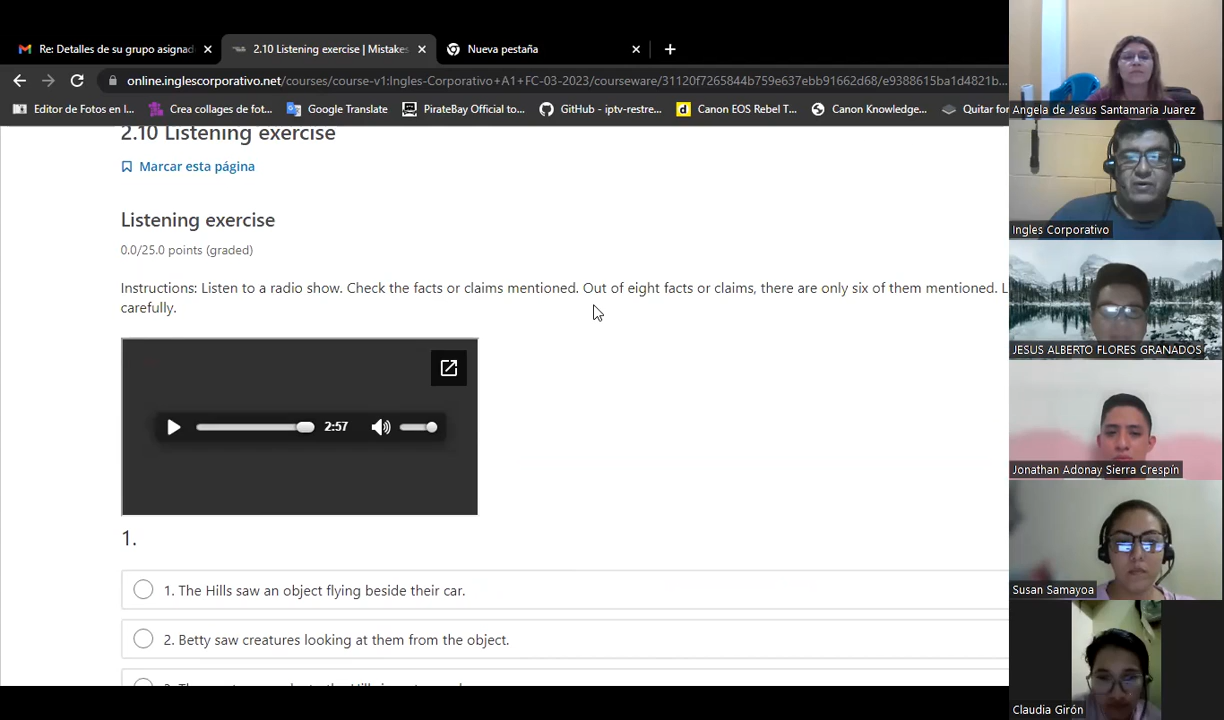 Re: Detalles de su grupo asignad
2.10 Listening exercise | Mistakes
Nueva pestaña
online.inglescorporativo.net/courses/course-v1:Ingles-Corporativo+A1+FC-03-2023/courseware/31120f7265844b759e637ebb91662d68/e9388615ba1d4821b...
Editor de Fotos en l...
Crea collages de fot...
Google Translate
PirateBay Official to...
GitHub - iptv-restre...
Canon EOS Rebel T...
Canon Knowledge...
Quitar fo
2.10 Listening exercise
Marcar esta página
Listening exercise
0.0/25.0 points (graded)
Instructions: Listen to a radio show. Check the facts or claims mentioned. Out of eight facts or claims, there are only six of them mentioned. L
carefully.
2:57
1.
1. The Hills saw an object flying beside their car.
2. Betty saw creatures looking at them from the object.
Angela de Jesus Santamaria Juarez
Ingles Corporativo
JESUS ALBERTO FLORES GRANADOS
Jonathan Adonay Sierra Crespín
Susan Samayoa
Claudia Girón